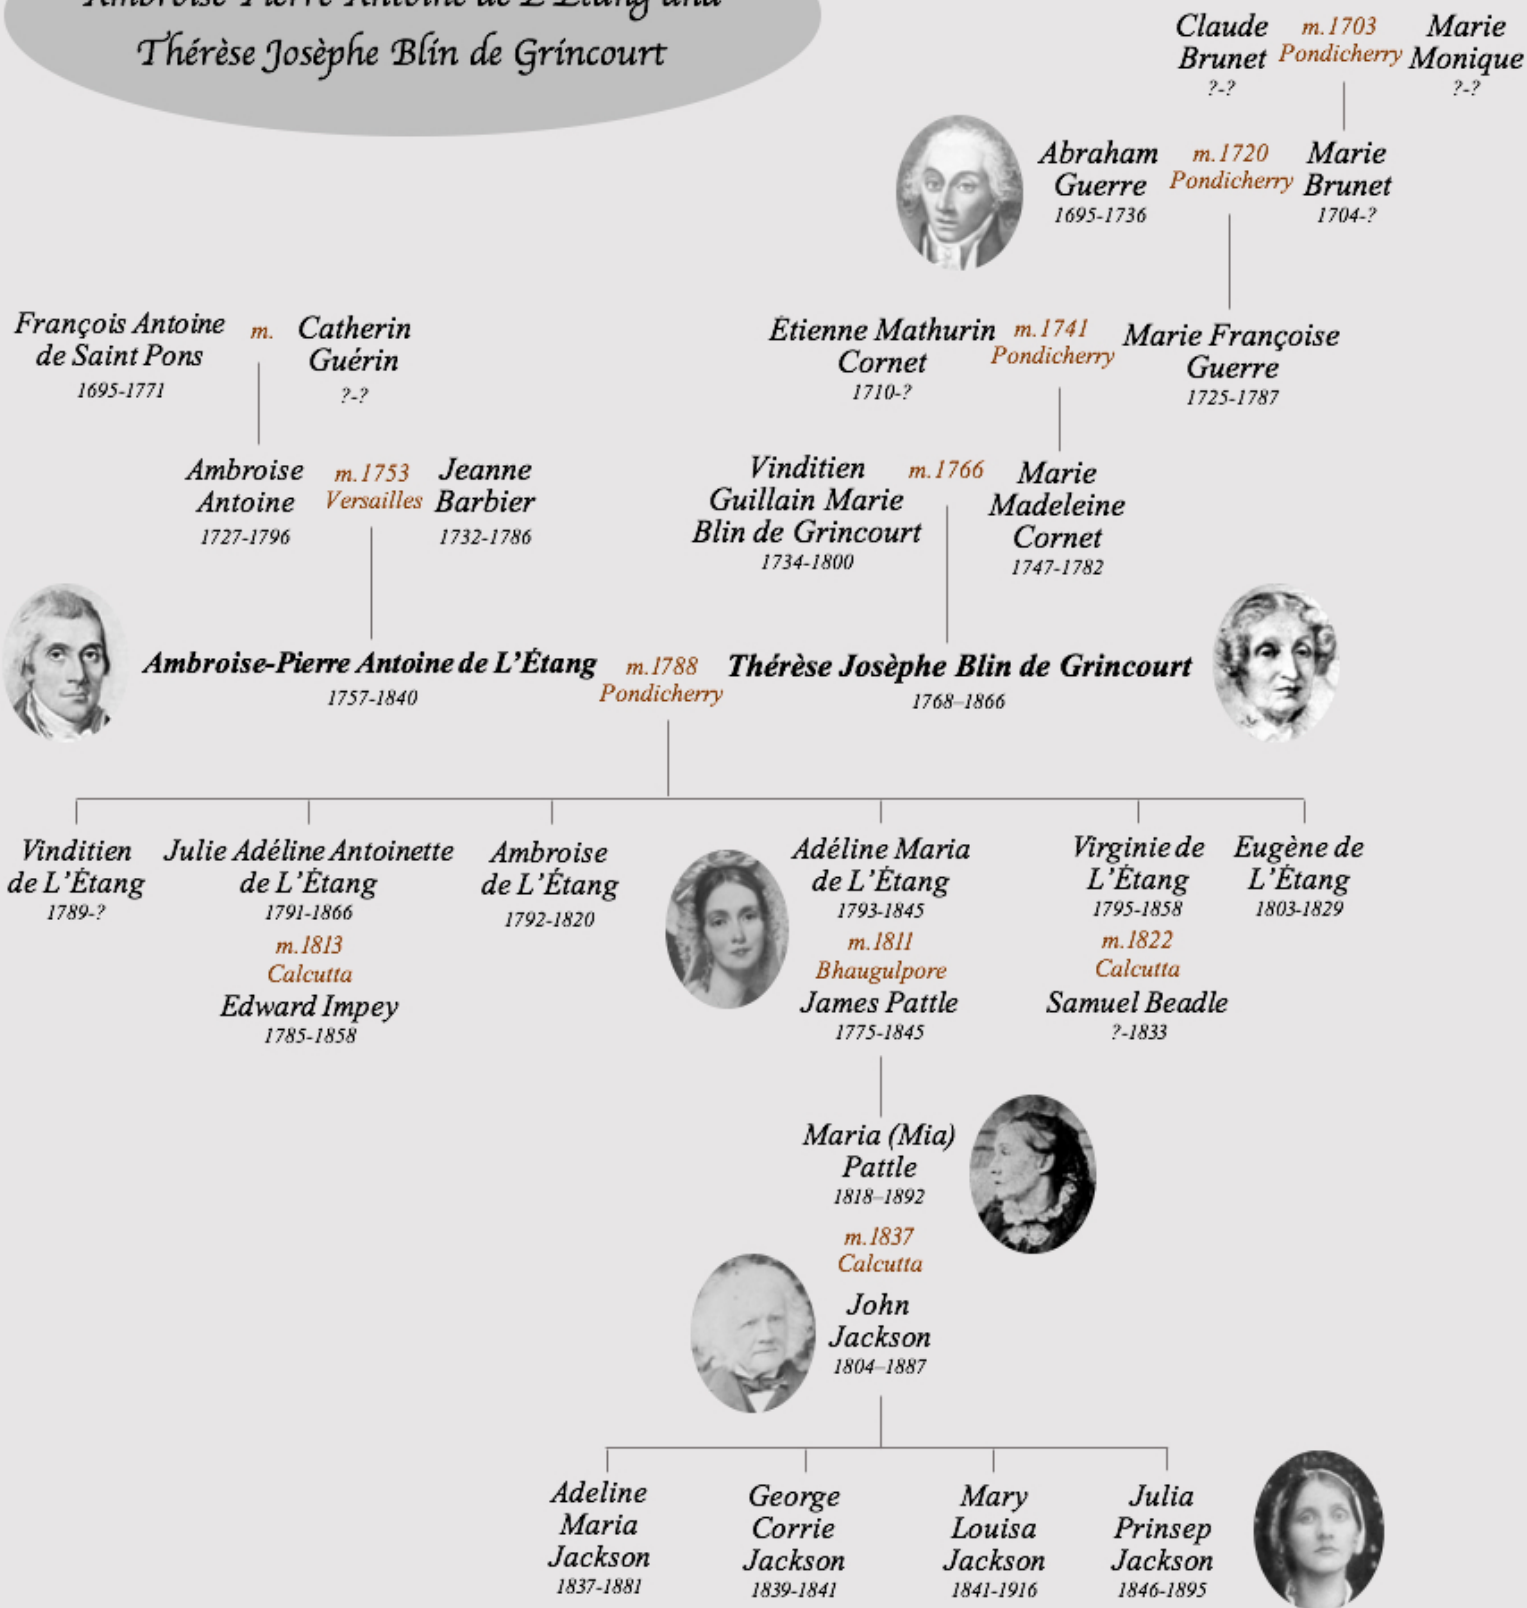 Ambroise-Pierre Antoine de L'Étang and
Thérèse Josèphe Blin de Grincourt
Claude
Brunet
?-?
m.1703
Pondicherry
Marie
Monique
?-?
Abraham
Guerre
1695-1736
m.1720
Pondicherry
Marie
Brunet
1704-?
François Antoine
de Saint Pons
1695-1771
m.
Catherin
Guérin
?-?
Étienne Mathurin
Cornet
1710-?
m.1741
Pondicherry
Marie Françoise
Guerre
1725-1787
Ambroise
Antoine
1727-1796
m.1753
Versailles
Jeanne
Barbier
1732-1786
Vinditien
Guillain Marie
Blin de Grincourt
1734-1800
m.1766
Marie
Madeleine
Cornet
1747-1782
Ambroise-Pierre Antoine de L'Étang
1757-1840
m.1788
Pondicherry
Thérèse Josèphe Blin de Grincourt
1768–1866
Vinditien
de L'Étang
1789-?
Julie Adéline Antoinette
de L'Étang
1791-1866
m.1813
Calcutta
Edward Impey
1785-1858
Ambroise
de L'Étang
1792-1820
Adéline Maria
de L'Étang
1793-1845
m.1811
Bhaugulpore
James Pattle
1775-1845
Virginie de
L'Étang
1795-1858
m.1822
Calcutta
Samuel Beadle
?-1833
Eugène de
L'Étang
1803-1829
Maria (Mia)
Pattle
1818–1892
m.1837
Calcutta
John
Jackson
1804–1887
Adeline
Maria
Jackson
1837-1881
George
Corrie
Jackson
1839-1841
Mary
Louisa
Jackson
1841-1916
Julia
Prinsep
Jackson
1846-1895